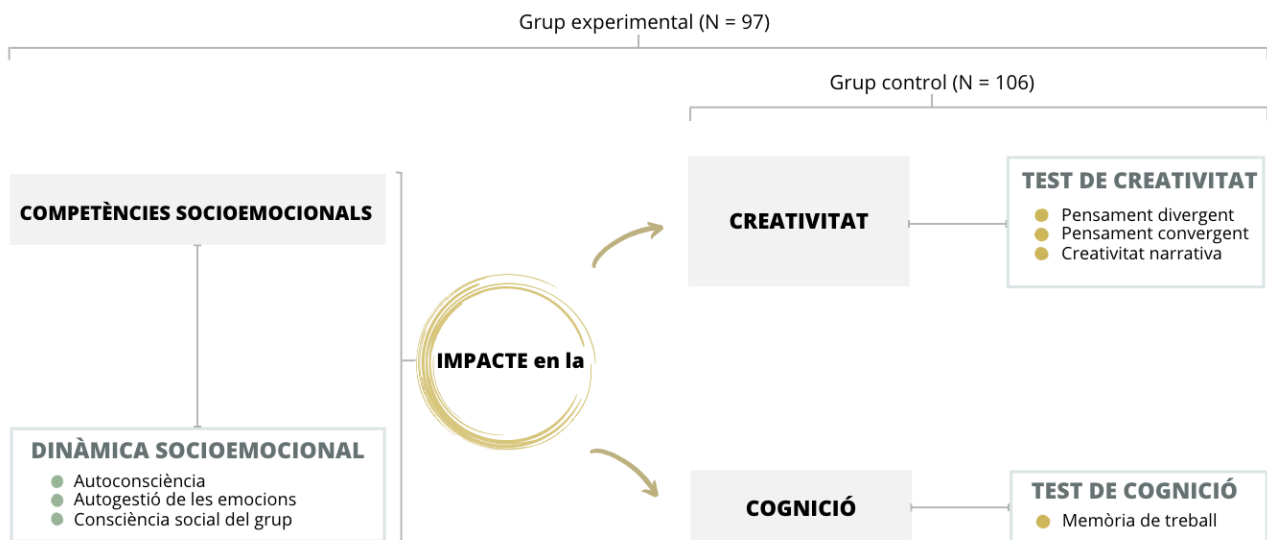 Grup experimental (N = 97)
Grup control (N = 106)
COMPETÈNCIES SOCIOEMOCIONALS
DINÀMICA SOCIOEMOCIONAL
Autoconsciència
Autogestió de les emocions
Consciència social del grup
IMPACTE en la
CREATIVITAT
TEST DE CREATIVITAT
Pensament divergent
Pensament convergent
Creativitat narrativa
COGNICIÓ
TEST DE COGNICIÓ
Memòria de treball